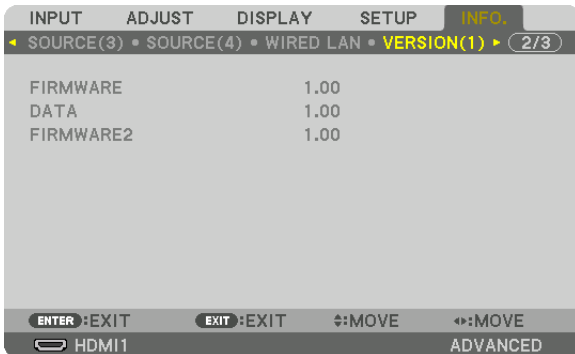 INPUT ADJUST DISPLAY SETUP INFO.
◄ SOURCE(3) • SOURCE(4) • WIRED LAN • VERSION(1) ► 2/3
FIRMWARE 1.00
DATA 1.00
FIRMWARE2 1.00
ENTER :EXIT EXIT :EXIT :MOVE :MOVE
HDMI1 ADVANCED